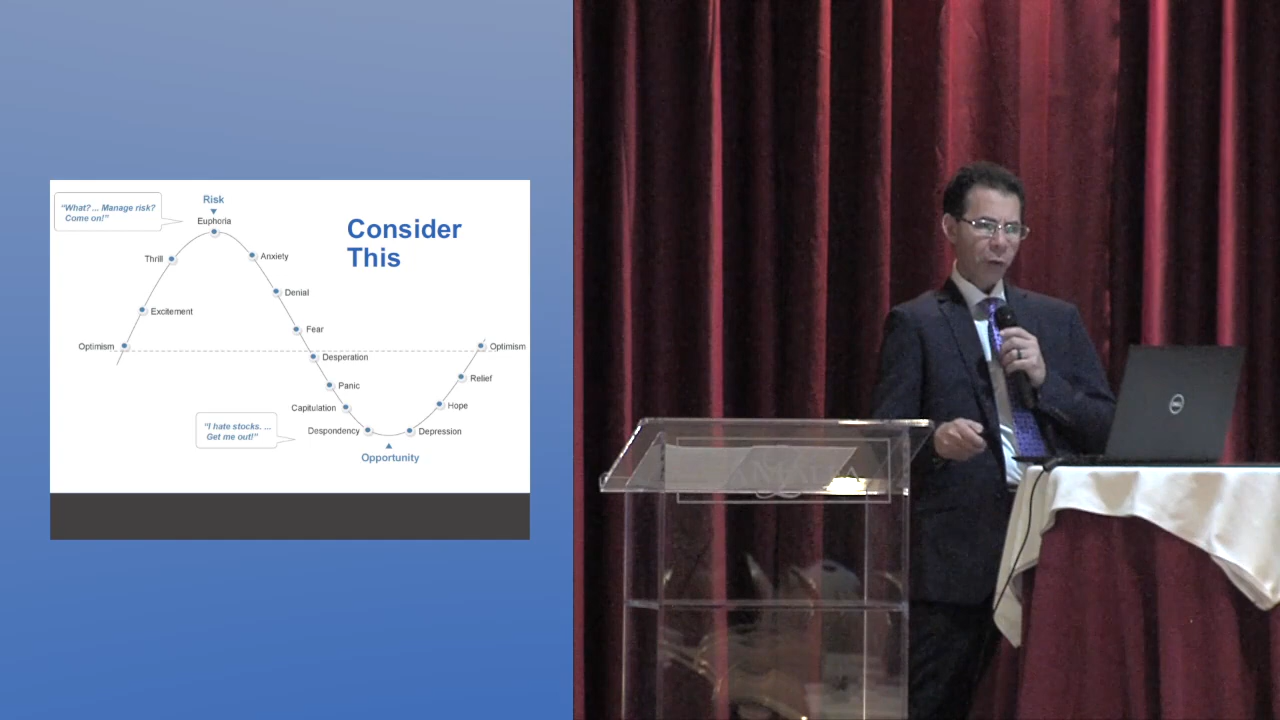 “What? ... Manage risk?
Come on!”
Risk
Euphoria
Consider
This
Thrill
Anxiety
Denial
Excitement
Fear
Optimism
Desperation
Optimism
Panic
Relief
Capitulation
Hope
“I hate stocks. ...
Get me out!”
Despondency
Depression
Opportunity
DELL